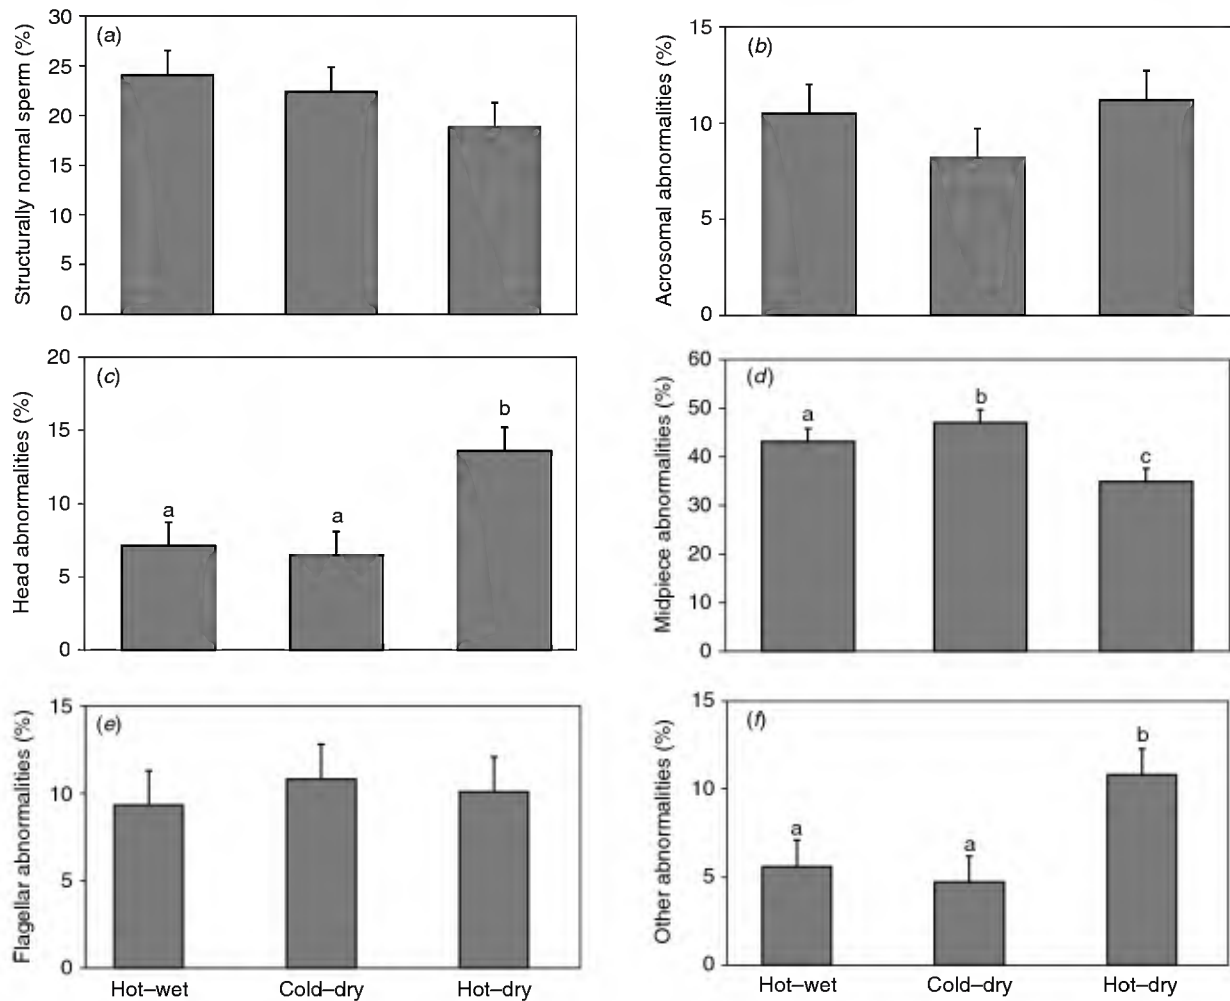 (a)
Structurally normal sperm (%)
30
25
20
15
10
5
0
(b)
Acrosomal abnormalities (%)
15
10
5
0
(c)
Head abnormalities (%)
20
15
10
5
0
a
a
b
(d)
Midpiece abnormalities (%)
60
50
40
30
20
10
0
a
b
c
(e)
Flagellar abnormalities (%)
15
10
5
0
Hot–wet
Cold–dry
Hot–dry
(f)
Other abnormalities (%)
15
10
5
0
a
a
b
Hot–wet
Cold–dry
Hot–dry